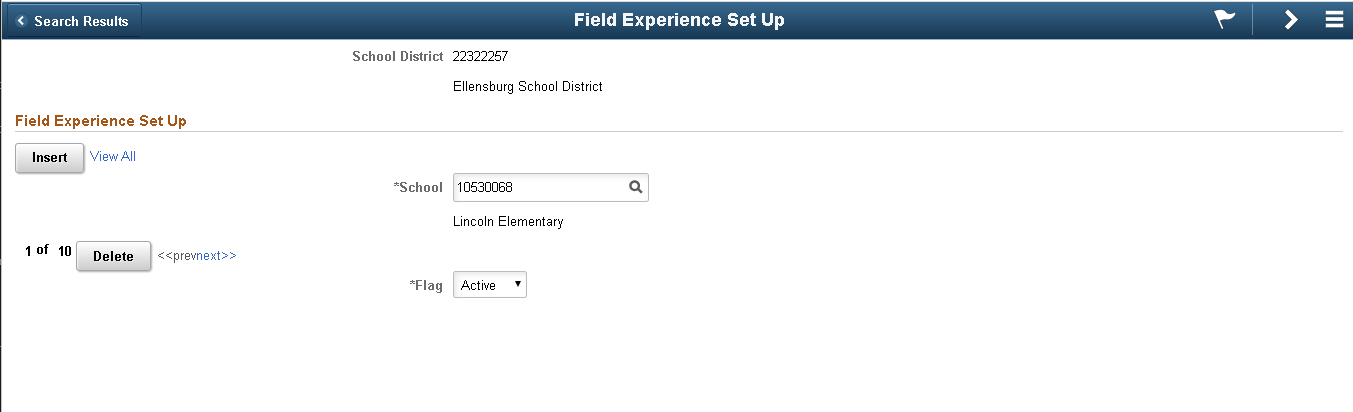 Search Results
Field Experience Set Up
School District 22322257
Ellensburg School District
Field Experience Set Up
Insert View All
*School 10530068
Lincoln Elementary
1 of 10 Delete <<prevnext>>
*Flag Active